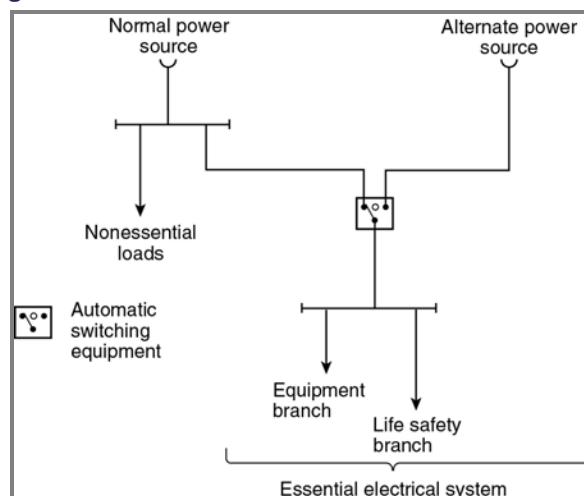 Normal power
source
Alternate power
source
Nonessential
loads
Automatic
switching
equipment
Equipment
branch
Life safety
branch
Essential electrical system